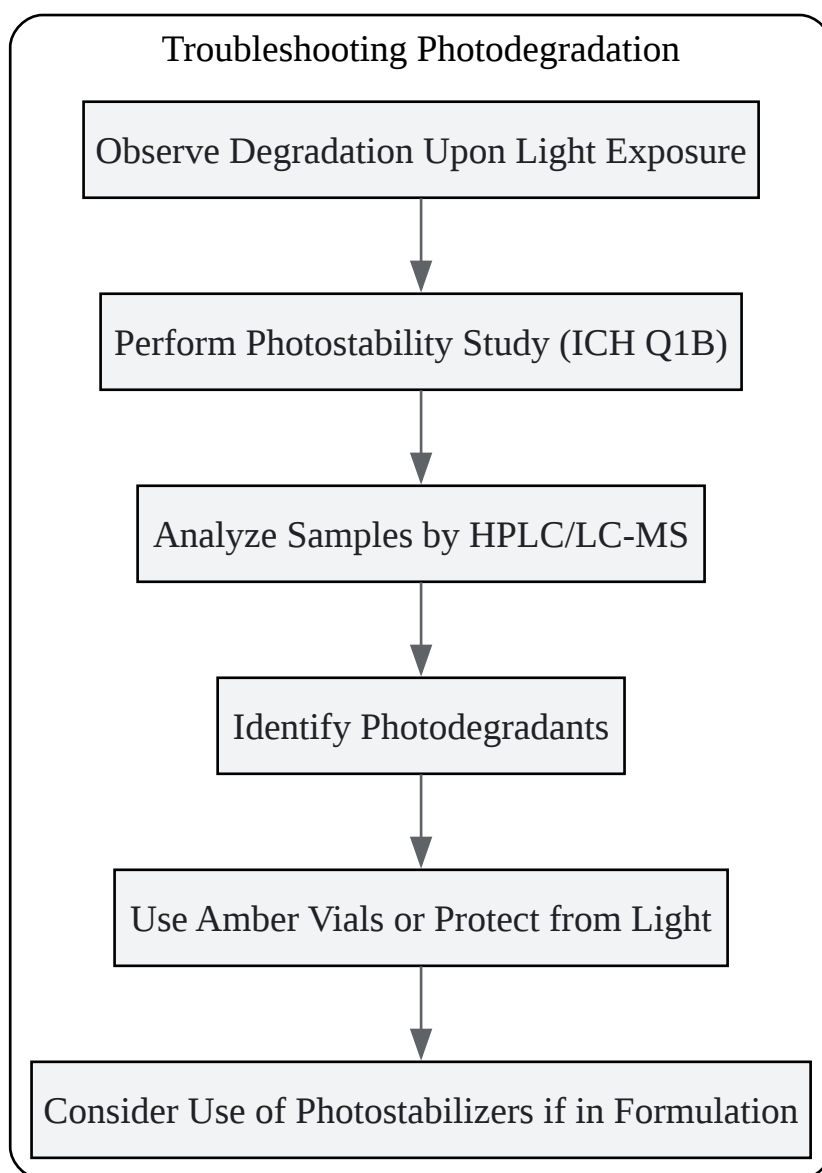 Troubleshooting Photodegradation
Observe Degradation Upon Light Exposure
Perform Photostability Study (ICH Q1B)
Analyze Samples by HPLC/LC-MS
Identify Photodegradants
Use Amber Vials or Protect from Light
Consider Use of Photostabilizers if in Formulation